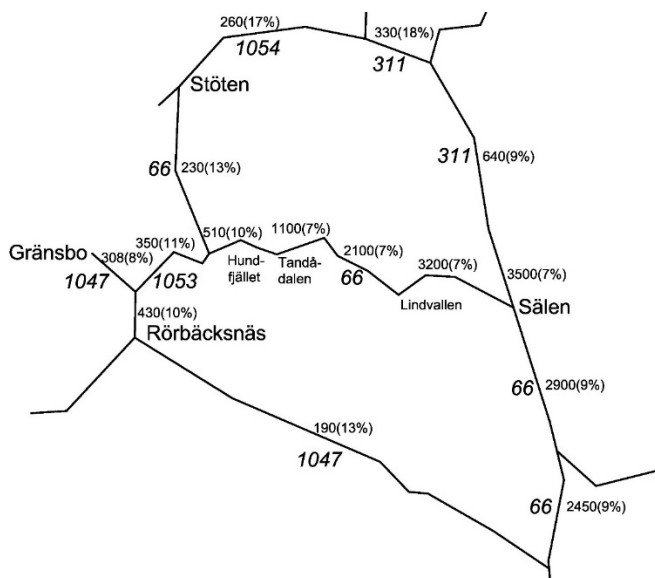 260(17%)
1054
330(18%)
311
Stöten
311
640(9%)
66
230(13%)
510(10%)
1100(7%)
350(11%)
2100(7%)
Gränsbo
308(8%)
Hund-
fjället
Tandå-
dalen
3200(7%)
3500(7%)
1047
1053
66
Lindvallen
Sälen
430(10%)
Rörbäcksnäs
66
2900(9%)
190(13%)
1047
66
2450(9%)